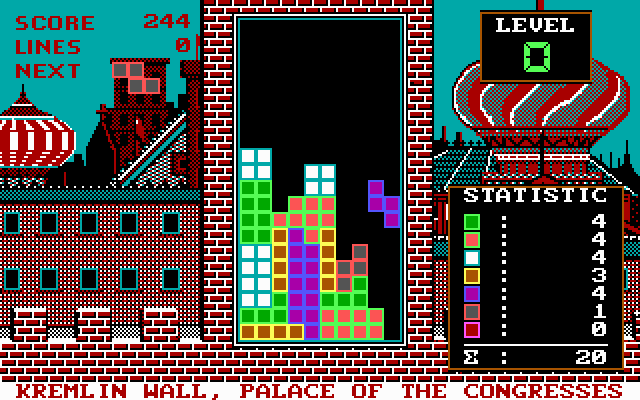 SCORE 244
LINES 0
NEXT
LEVEL
0
STATISTIC
: 4
: 4
: 4
: 3
: 4
: 1
: 0
Σ : 20
KREMLIN WALL, PALACE OF THE CONGRESSES